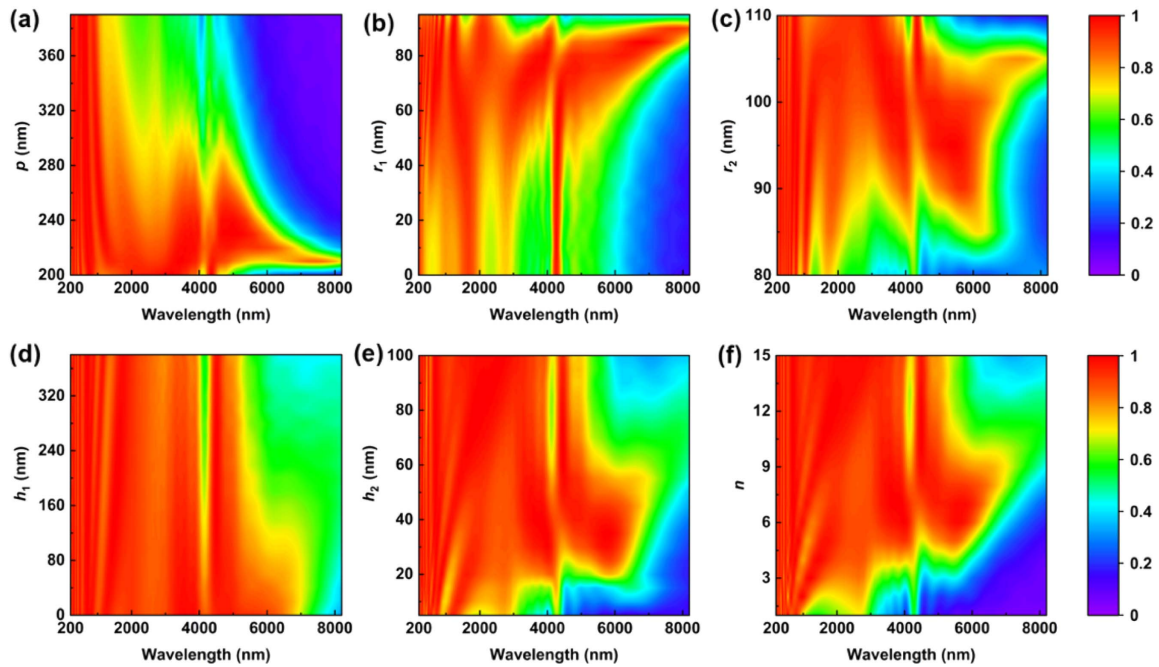 (a)
360
320
280
240
200
p (nm)
200 2000 4000 6000 8000
Wavelength (nm)
(b)
80
60
40
20
0
r1 (nm)
200 2000 4000 6000 8000
Wavelength (nm)
(c)
110
100
90
80
r2 (nm)
200 2000 4000 6000 8000
Wavelength (nm)
1
0.8
0.6
0.4
0.2
0
(d)
320
240
160
80
0
h1 (nm)
200 2000 4000 6000 8000
Wavelength (nm)
(e)
100
80
60
40
20
h2 (nm)
200 2000 4000 6000 8000
Wavelength (nm)
(f)
15
12
9
6
3
n
200 2000 4000 6000 8000
Wavelength (nm)
1
0.8
0.6
0.4
0.2
0